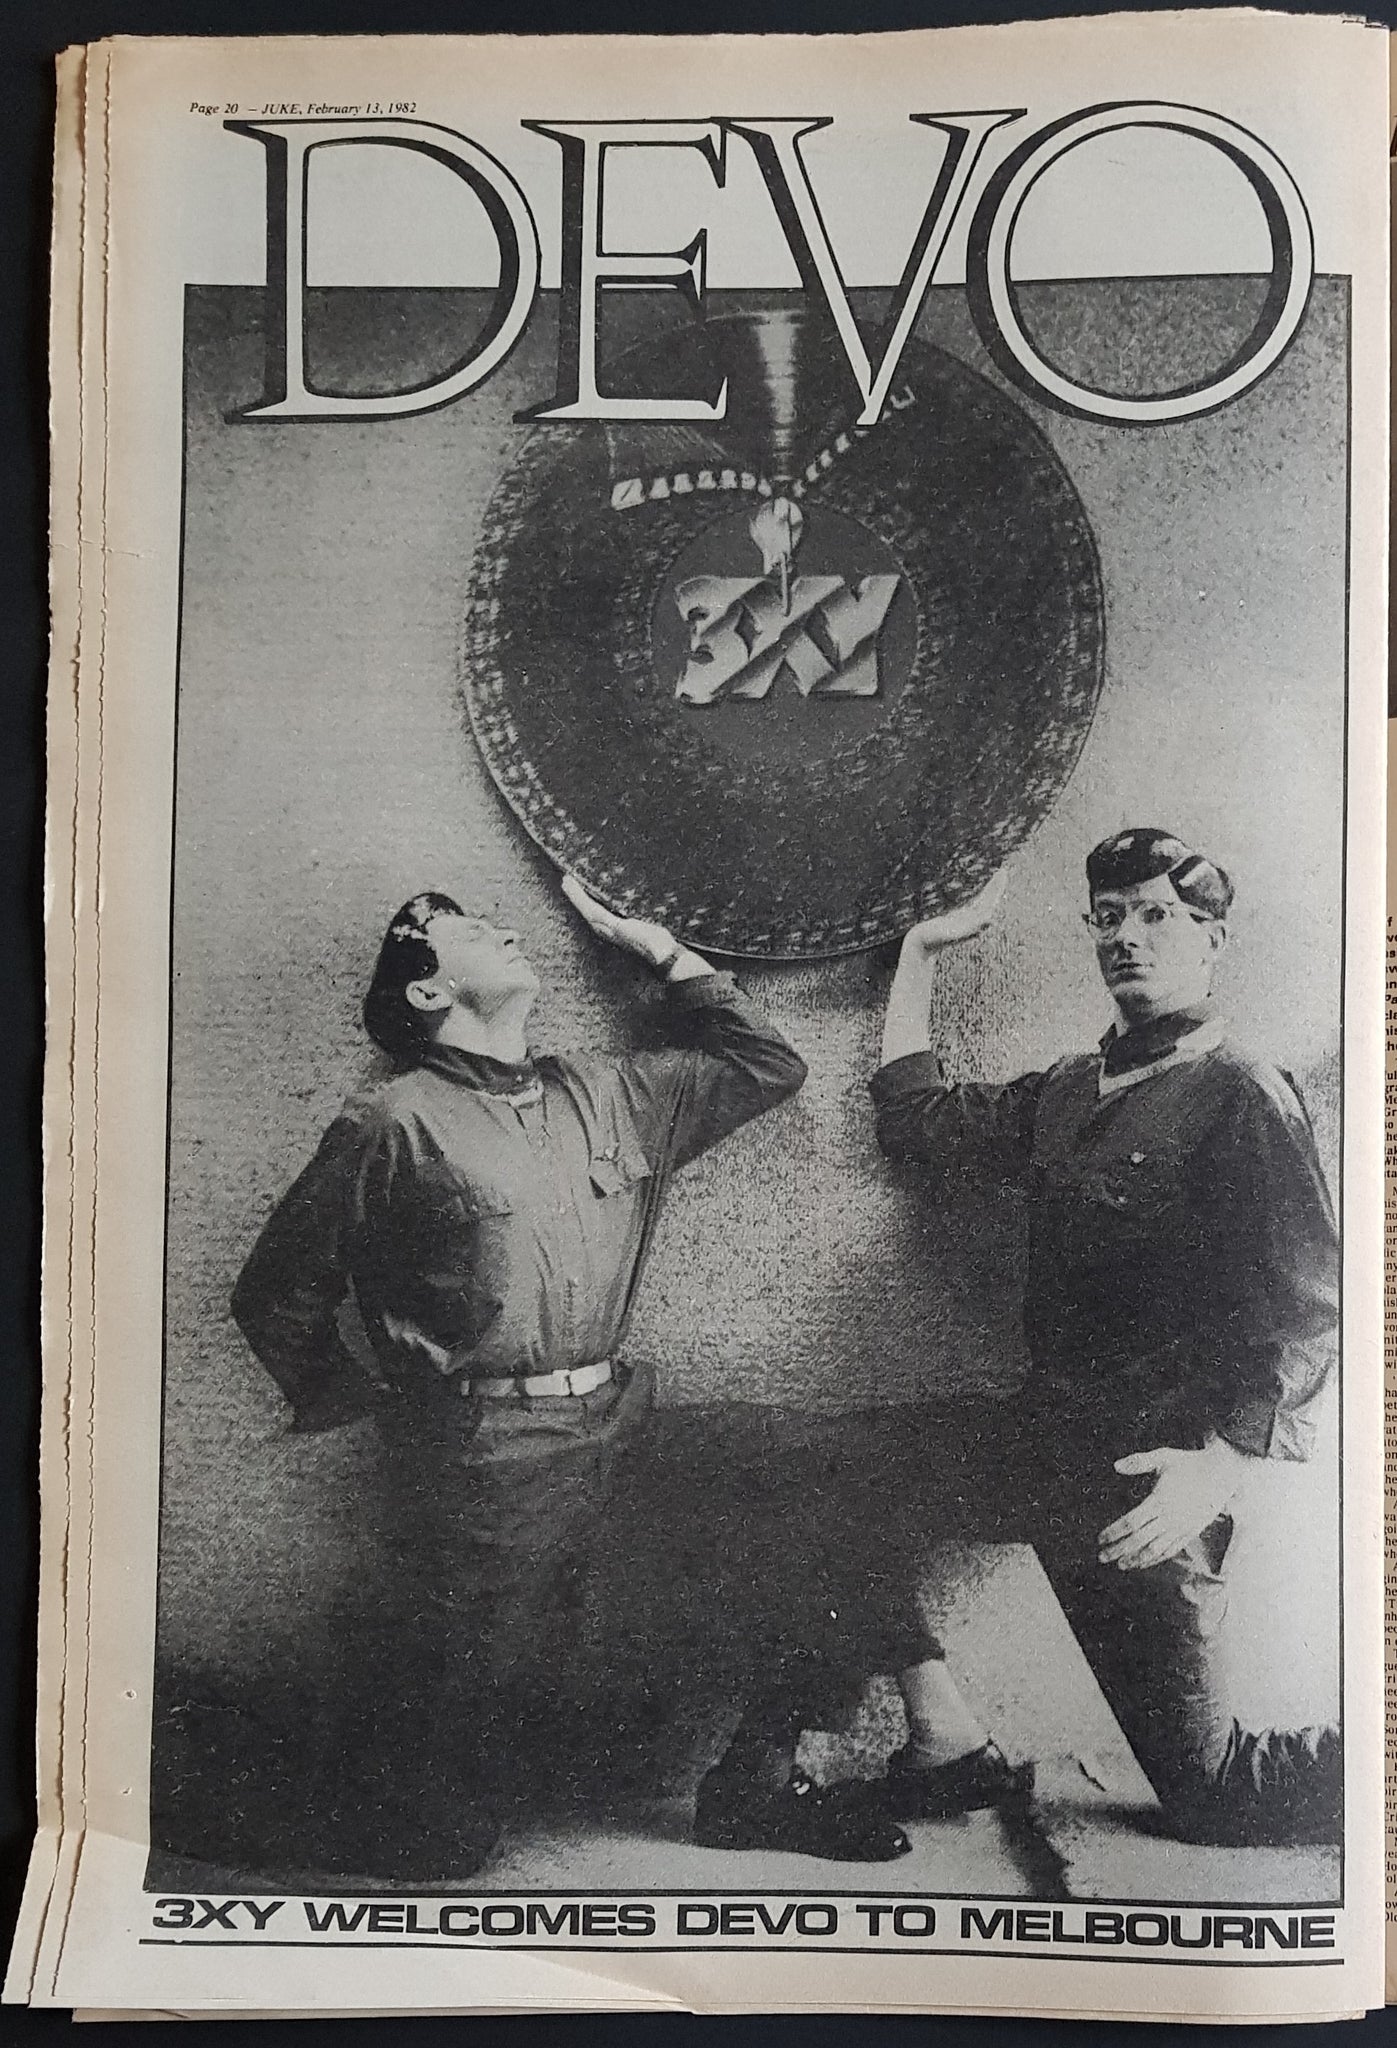 Page 20 – JUKE, February 13, 1982
DEVO
3XY
3XY WELCOMES DEVO TO MELBOURNE